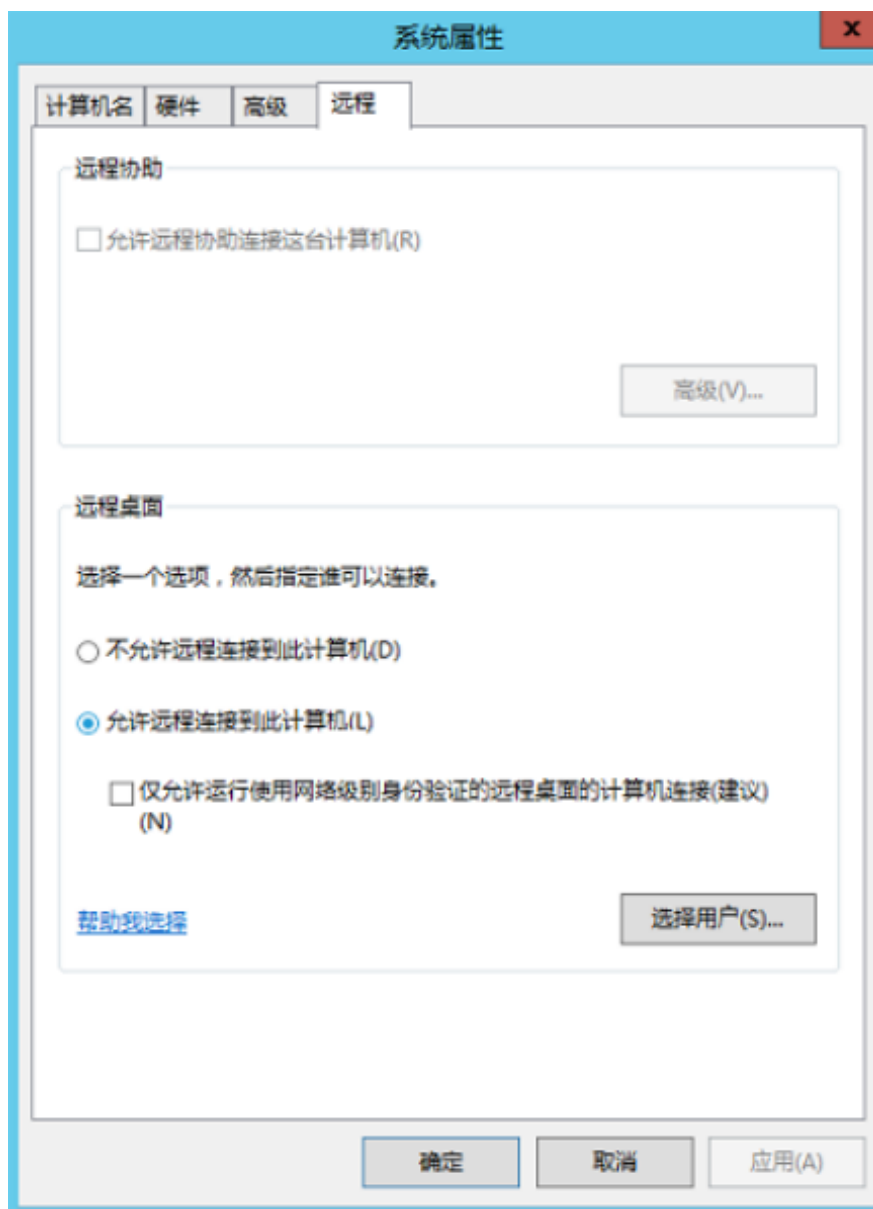 系统属性
x
计算机名 硬件 高级 远程
远程协助
允许远程协助连接这台计算机(R)
高级(V)...
远程桌面
选择一个选项，然后指定谁可以连接。
不允许远程连接到此计算机(D)
允许远程连接到此计算机(L)
仅允许运行使用网络级别身份验证的远程桌面的计算机连接(建议)
(N)
帮助我选择
选择用户(S)...
确定 取消 应用(A)